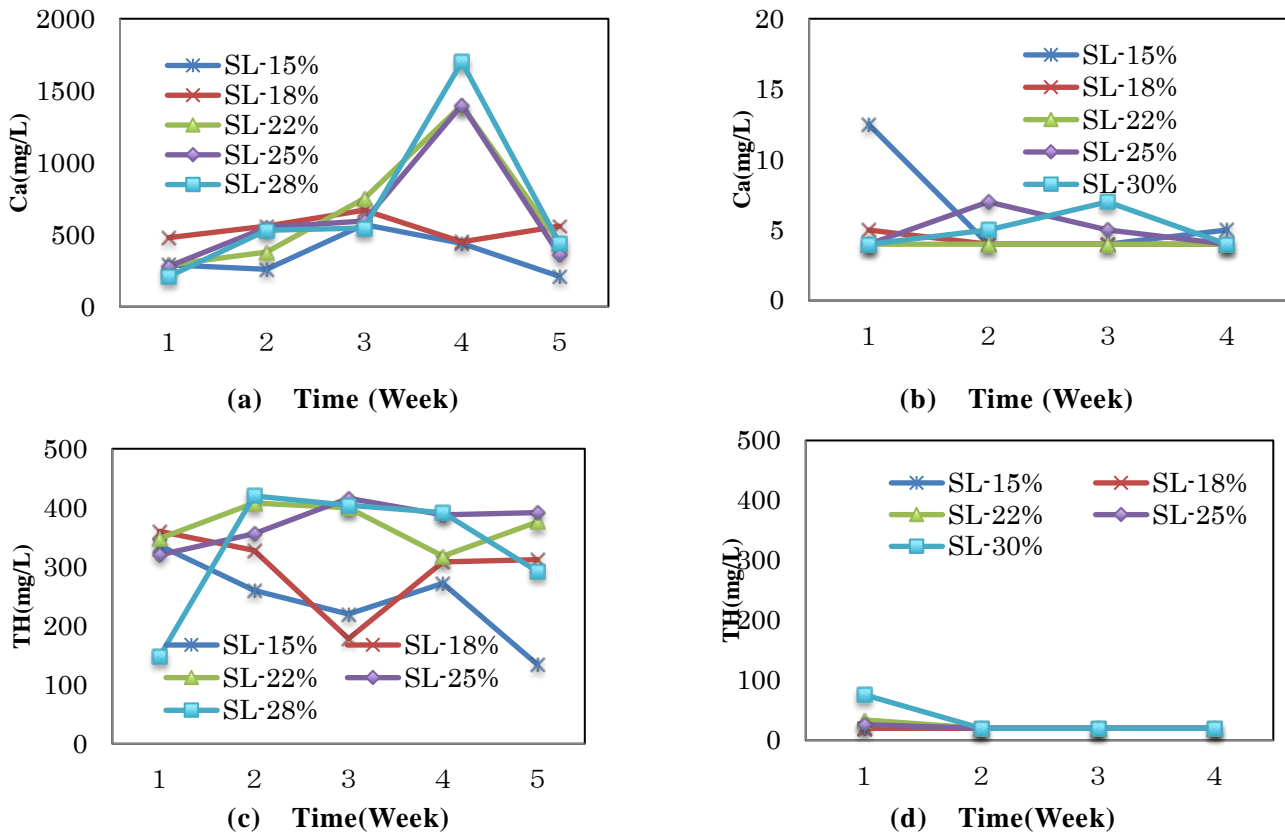 2000
1500
1000
500
0
Ca(mg/L)
SL-15%
SL-18%
SL-22%
SL-25%
SL-28%
1 2 3 4 5
(a) Time (Week)
20
15
10
5
0
Ca(mg/L)
SL-15%
SL-18%
SL-22%
SL-25%
SL-30%
1 2 3 4
(b) Time (Week)
500
400
300
200
100
0
TH(mg/L)
SL-15% SL-18%
SL-22% SL-25%
SL-28%
1 2 3 4 5
(c) Time(Week)
500
400
300
200
100
0
TH(mg/L)
SL-15% SL-18%
SL-22% SL-25%
SL-30%
1 2 3 4
(d) Time(Week)